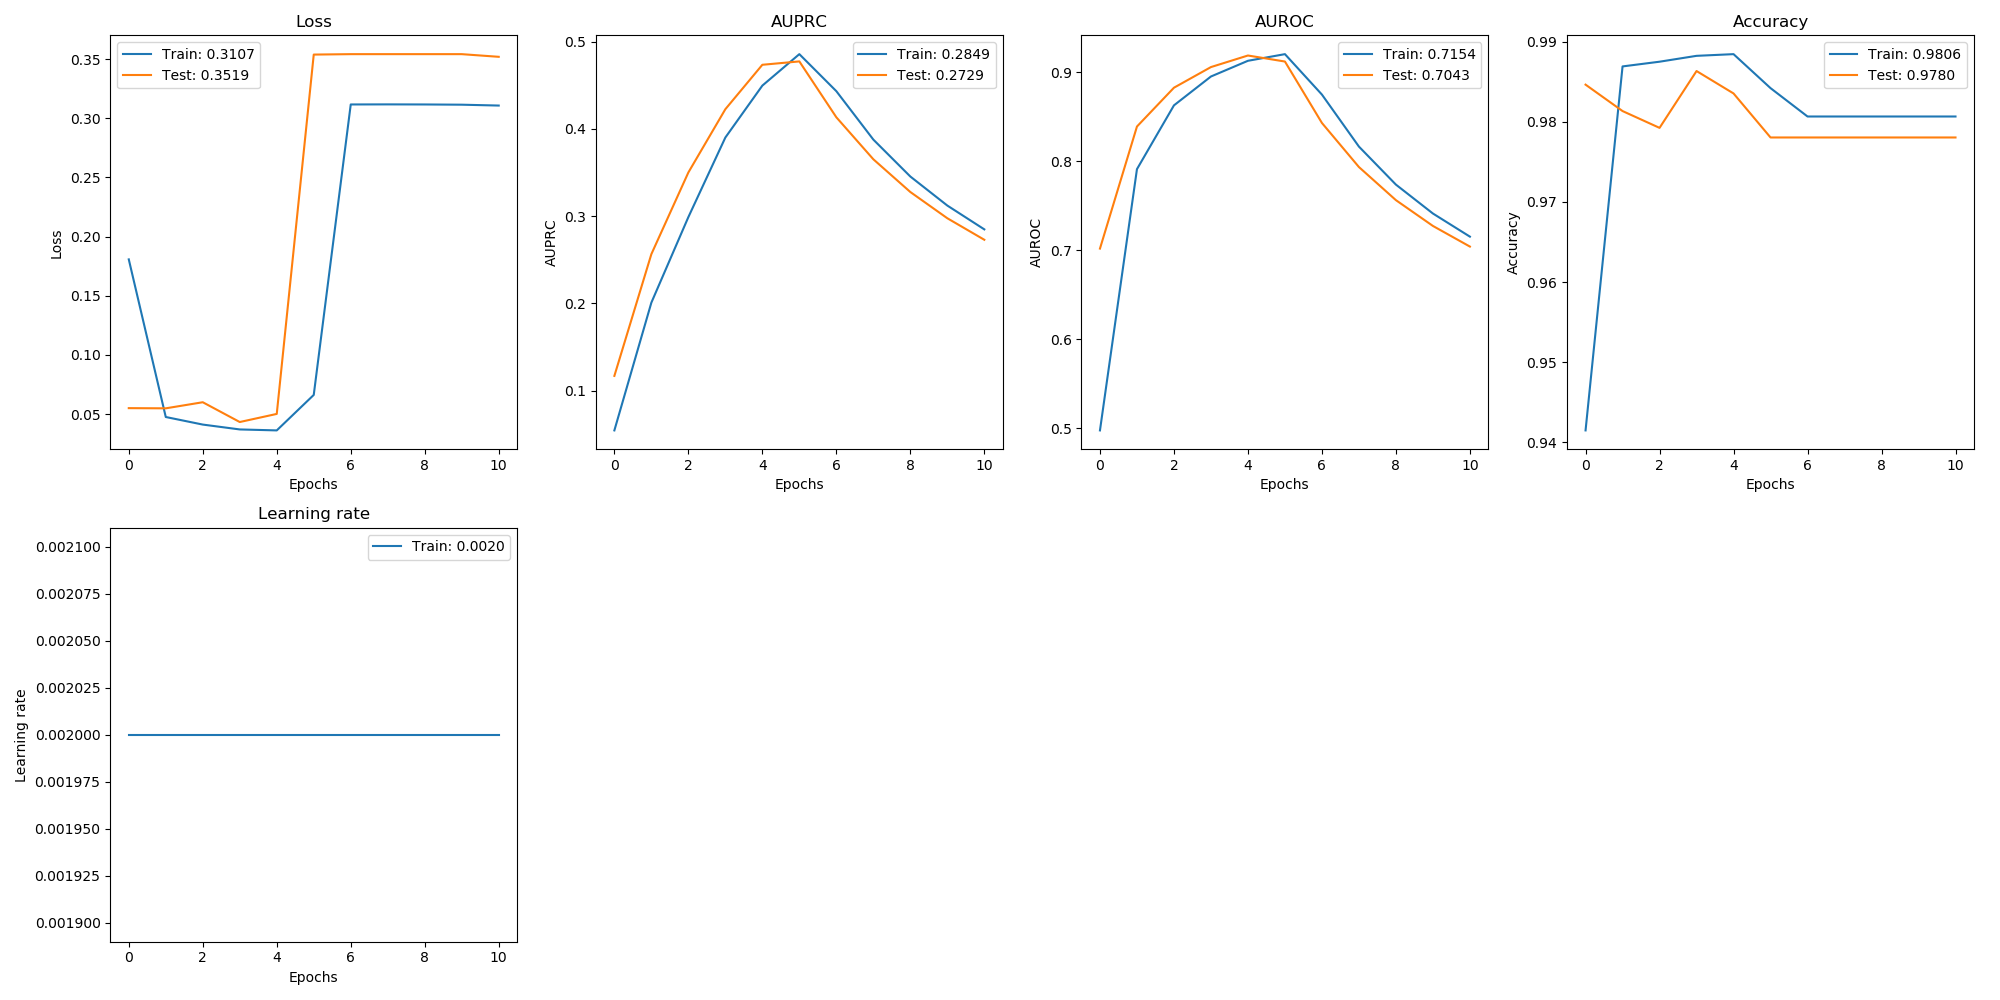 Loss
Train: 0.3107
Test: 0.3519
0.35
0.30
0.25
0.20
0.15
0.10
0.05
Loss
0 2 4 6 8 10
Epochs
AUPRC
Train: 0.2849
Test: 0.2729
0.5
0.4
0.3
0.2
0.1
AUPRC
0 2 4 6 8 10
Epochs
AUROC
Train: 0.7154
Test: 0.7043
0.9
0.8
0.7
0.6
0.5
AUROC
0 2 4 6 8 10
Epochs
Accuracy
Train: 0.9806
Test: 0.9780
0.99
0.98
0.97
0.96
0.95
0.94
Accuracy
0 2 4 6 8 10
Epochs
Learning rate
Train: 0.0020
0.002100
0.002075
0.002050
0.002025
0.002000
0.001975
0.001950
0.001925
0.001900
Learning rate
0 2 4 6 8 10
Epochs